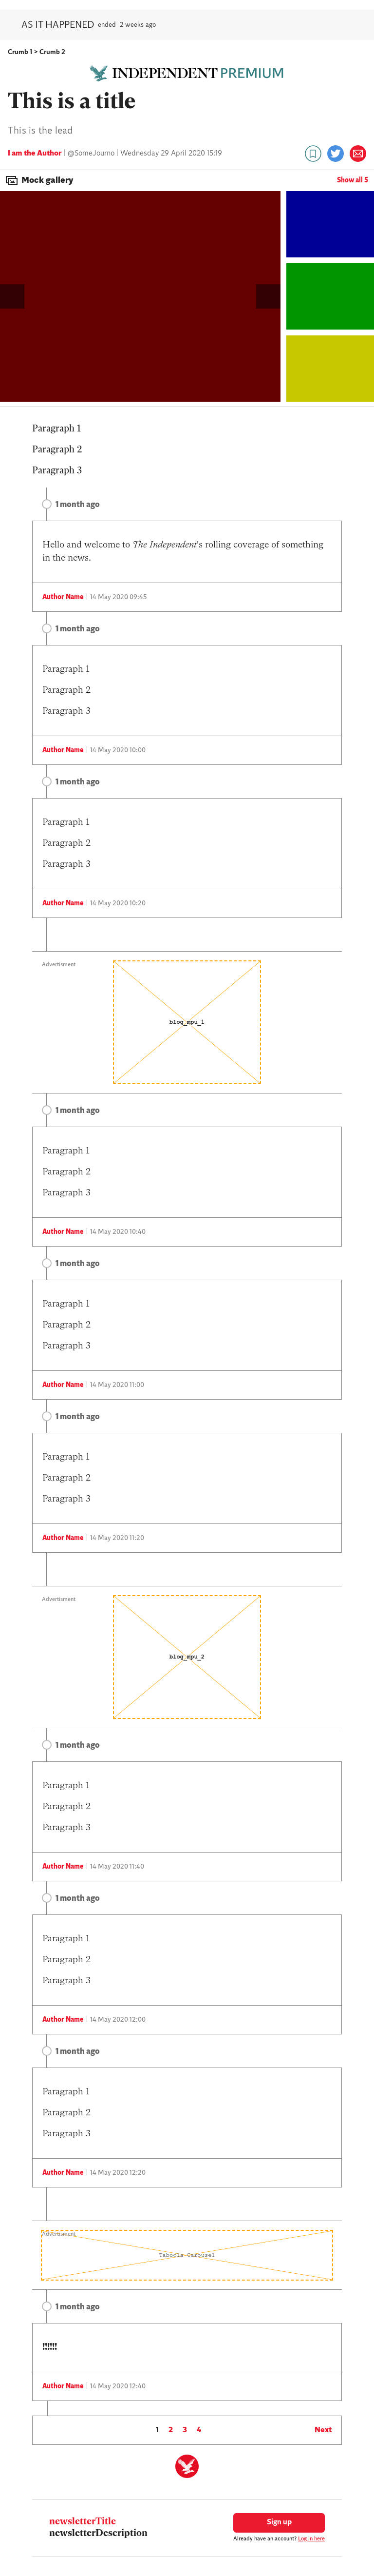 AS IT HAPPENED ended 2 weeks ago
Crumb 1 > Crumb 2
INDEPENDENT PREMIUM
This is a title
This is the lead
I am the Author | @SomeJourno | Wednesday 29 April 2020 15:19
Mock gallery Show all 5
Paragraph 1
Paragraph 2
Paragraph 3
1 month ago
Hello and welcome to The Independent's rolling coverage of something
in the news.
Author Name | 14 May 2020 09:45
1 month ago
Paragraph 1
Paragraph 2
Paragraph 3
Author Name | 14 May 2020 10:00
1 month ago
Paragraph 1
Paragraph 2
Paragraph 3
Author Name | 14 May 2020 10:20
Advertisment
blog_mpu_1
1 month ago
Paragraph 1
Paragraph 2
Paragraph 3
Author Name | 14 May 2020 10:40
1 month ago
Paragraph 1
Paragraph 2
Paragraph 3
Author Name | 14 May 2020 11:00
1 month ago
Paragraph 1
Paragraph 2
Paragraph 3
Author Name | 14 May 2020 11:20
Advertisment
blog_mpu_2
1 month ago
Paragraph 1
Paragraph 2
Paragraph 3
Author Name | 14 May 2020 11:40
1 month ago
Paragraph 1
Paragraph 2
Paragraph 3
Author Name | 14 May 2020 12:00
1 month ago
Paragraph 1
Paragraph 2
Paragraph 3
Author Name | 14 May 2020 12:20
Advertisment
Taboola Carousel
1 month ago
!!!!!!
Author Name | 14 May 2020 12:40
1 2 3 4 Next
newsletterTitle
newsletterDescription
Sign up
Already have an account? Log in here